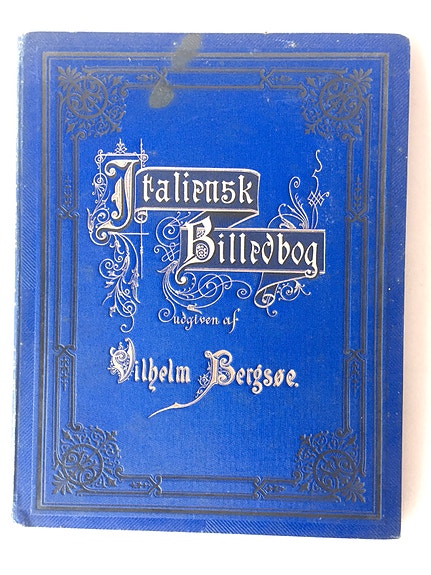 Italiensk
Billedbog
udgiven af
Vilhelm Bergsøe.